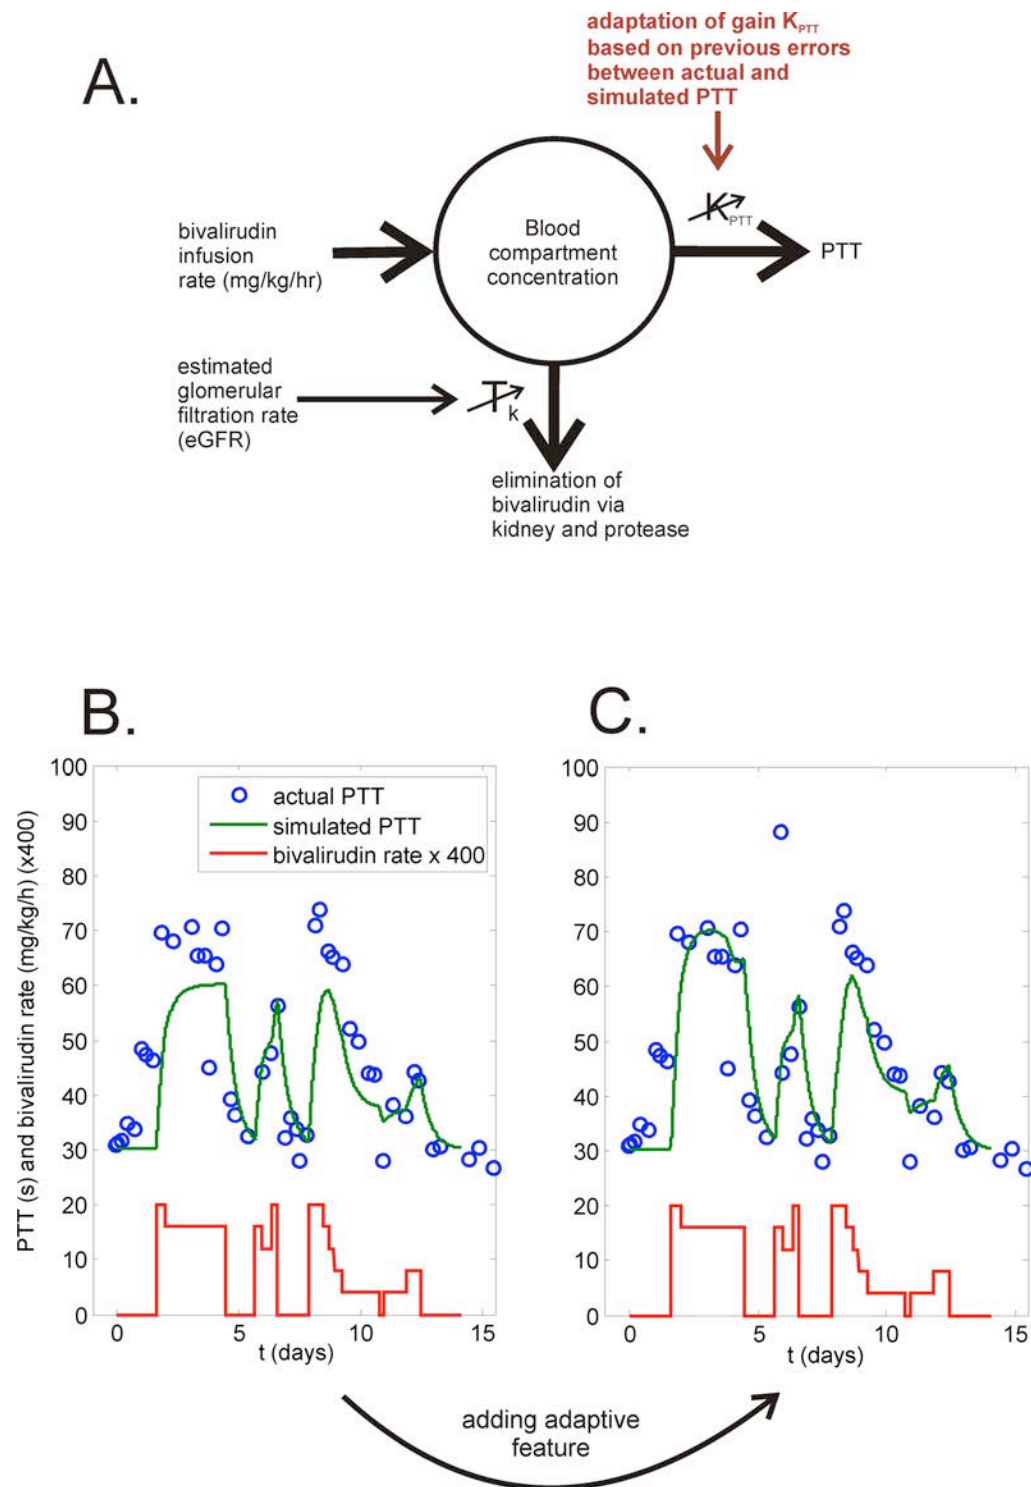 A.
adaptation of gain K_PTT
based on previous errors
between actual and
simulated PTT
K_PTT
bivalirudin
infusion
rate (mg/kg/hr)
Blood
compartment
concentration
PTT
estimated
glomerular
filtration rate
(eGFR)
T_k
elimination of
bivalirudin via
kidney and protease
B.
PTT (s) and bivalirudin rate (mg/kg/h) (x400)
100
90
80
70
60
50
40
30
20
10
0
actual PTT
simulated PTT
bivalirudin rate x 400
0 5 10 15
t (days)
C.
100
90
80
70
60
50
40
30
20
10
0
0 5 10 15
t (days)
adding adaptive
feature